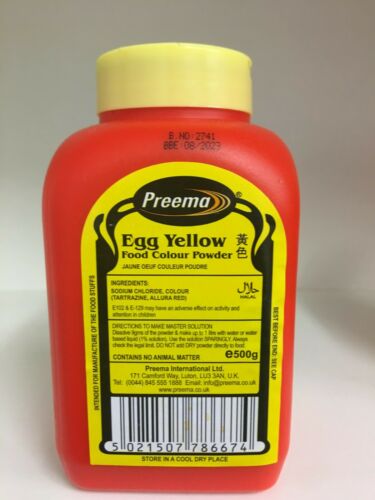 B.NO 2741
BBE 08/2023
Preema®
Egg Yellow 黃色
Food Colour Powder
JAUNE OEUF COULEUR POUDRE
INGREDIENTS:
SODIUM CHLORIDE, COLOUR
(TARTRAZINE, ALLURA RED)
حلال
HALAL
E102 & E-129 may have an adverse effect on activity and
attention in children
DIRECTIONS TO MAKE MASTER SOLUTION
Dissolve 9gms of the powder & make up to 1 litre with water or water
based liquid (1% solution). Use the solution SPARINGLY. Always
check the legal limit. DO NOT ADD dry powder directly to food.
CONTAINS NO ANIMAL MATTER
℮500g
Preema International Ltd.
171 Camford Way, Luton, LU3 3AN, U.K.
Tel: (0044) 845 555 1888 Email: info@preema.co.uk
www.preema.co.uk
5 021507 786674
STORE IN A COOL DRY PLACE
INTENDED FOR MANUFACTURE OF THE FOOD STUFFS
BEST BEFORE END: SEE CAP